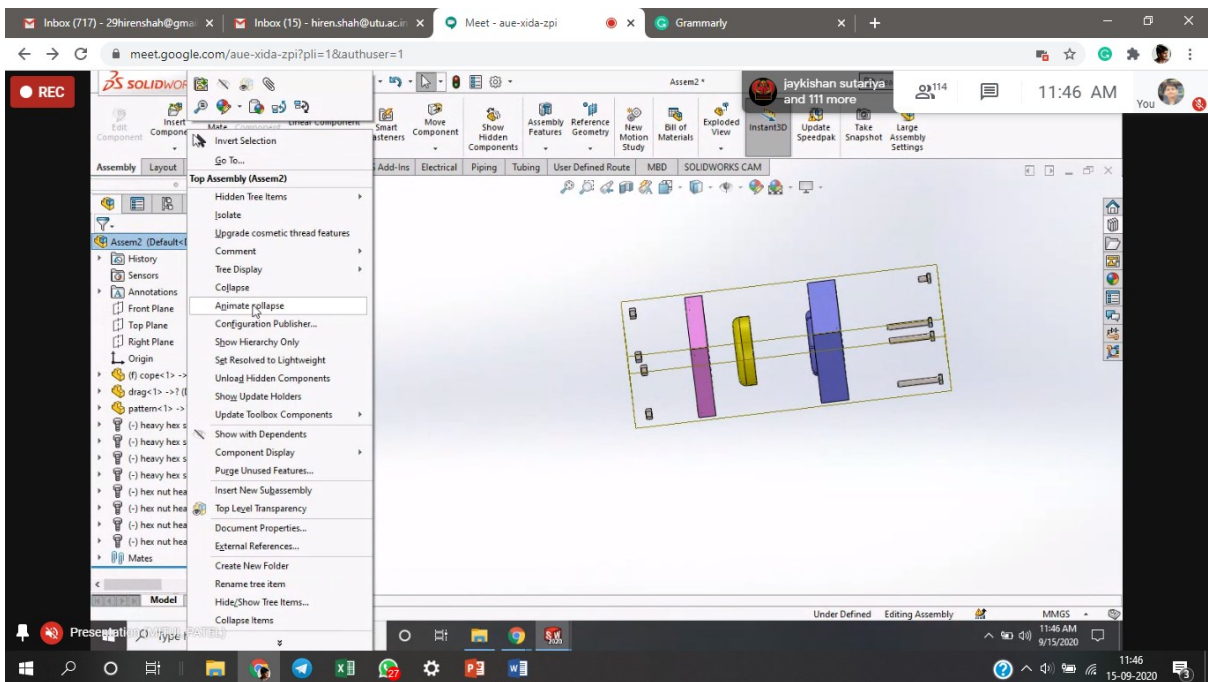 Inbox (717) - 29hirenshah@gmai
Inbox (15) - hiren.shah@utu.ac.in
Meet - aue-xida-zpi
Grammarly
meet.google.com/aue-xida-zpi?pli=1&authuser=1
REC
SOLIDWOR
Assem2 *
jaykishan sutariya
and 111 more
114
11:46 AM
You
Edit
Component
Insert
Compone
Mate
Component
Linear Component
Smart
asteners
Move
Component
Show
Hidden
Components
Assembly
Features
Reference
Geometry
New
Motion
Study
Bill of
Materials
Exploded
View
Instant3D
Update
Speedpak
Take
Snapshot
Large
Assembly
Settings
Assembly
Layout
Add-Ins
Electrical
Piping
Tubing
User Defined Route
MBD
SOLIDWORKS CAM
Invert Selection
Go To...
Top Assembly (Assem2)
Hidden Tree Items
Isolate
Upgrade cosmetic thread features
Comment
Tree Display
Collapse
Animate collapse
Configuration Publisher...
Show Hierarchy Only
Set Resolved to Lightweight
Unload Hidden Components
Show Update Holders
Update Toolbox Components
Show with Dependents
Component Display
Purge Unused Features...
Insert New Subassembly
Top Level Transparency
Document Properties...
External References...
Create New Folder
Rename tree item
Hide/Show Tree Items...
Collapse Items
Assem2 (Default<
History
Sensors
Annotations
Front Plane
Top Plane
Right Plane
Origin
(f) cope<1> ->
drag<1> ->? (
pattern<1> ->
(-) heavy hex s
(-) heavy hex s
(-) heavy hex s
(-) heavy hex s
(-) hex nut hea
(-) hex nut hea
(-) hex nut hea
(-) hex nut hea
Mates
Model
Under Defined
Editing Assembly
MMGS
11:46 AM
9/15/2020
11:46
15-09-2020
27
3